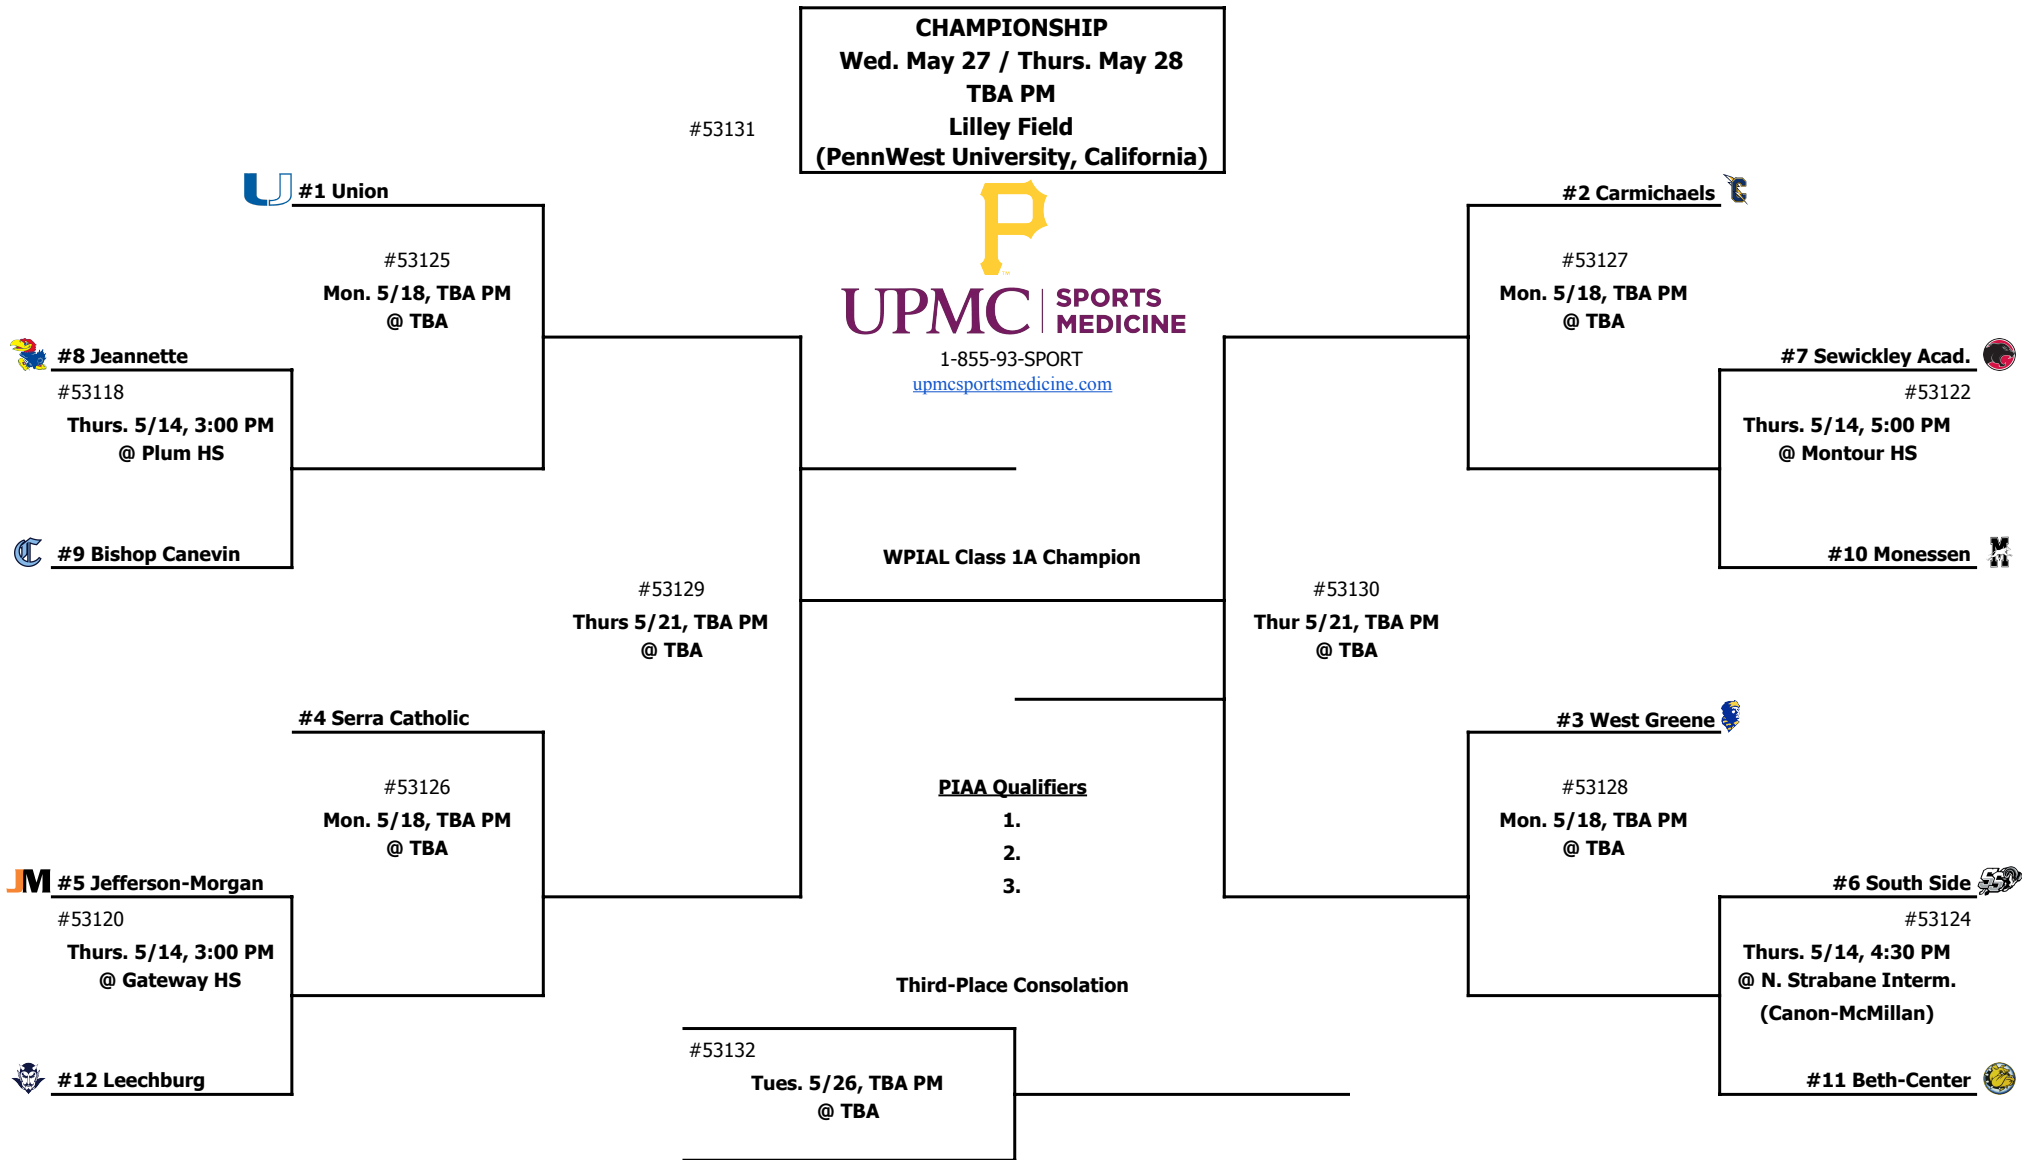 CHAMPIONSHIP
Wed. May 27 / Thurs. May 28
TBA PM
Lilley Field
(PennWest University, California)
#53131
#1 Union
#53125
Mon. 5/18, TBA PM
@ TBA
#8 Jeannette
#53118
Thurs. 5/14, 3:00 PM
@ Plum HS
#9 Bishop Canevin
#53129
Thurs 5/21, TBA PM
@ TBA
#4 Serra Catholic
#53126
Mon. 5/18, TBA PM
@ TBA
JM
#5 Jefferson-Morgan
#53120
Thurs. 5/14, 3:00 PM
@ Gateway HS
#12 Leechburg
P
UPMC | SPORTS
MEDICINE
1-855-93-SPORT
upmcsportsmedicine.com
WPIAL Class 1A Champion
PIAA Qualifiers
1.
2.
3.
Third-Place Consolation
#53132
Tues. 5/26, TBA PM
@ TBA
#2 Carmichaels
C
#53127
Mon. 5/18, TBA PM
@ TBA
#7 Sewickley Acad.
#53122
Thurs. 5/14, 5:00 PM
@ Montour HS
#10 Monessen
M
#53130
Thur 5/21, TBA PM
@ TBA
#3 West Greene
#53128
Mon. 5/18, TBA PM
@ TBA
#6 South Side
SS
#53124
Thurs. 5/14, 4:30 PM
@ N. Strabane Interm.
(Canon-McMillan)
#11 Beth-Center